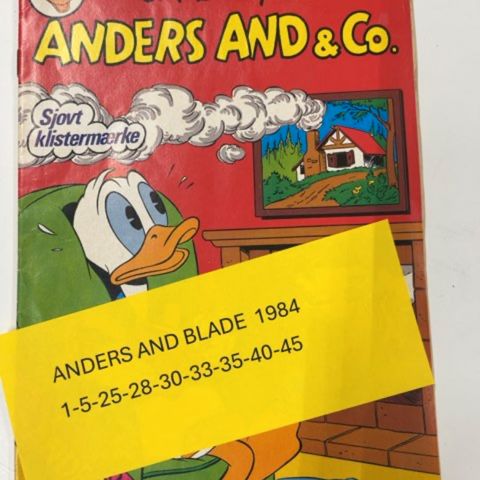 ANDERS AND & Co.
Sjovt
klistermærke
ANDERS AND BLADE 1984
1-5-25-28-30-33-35-40-45